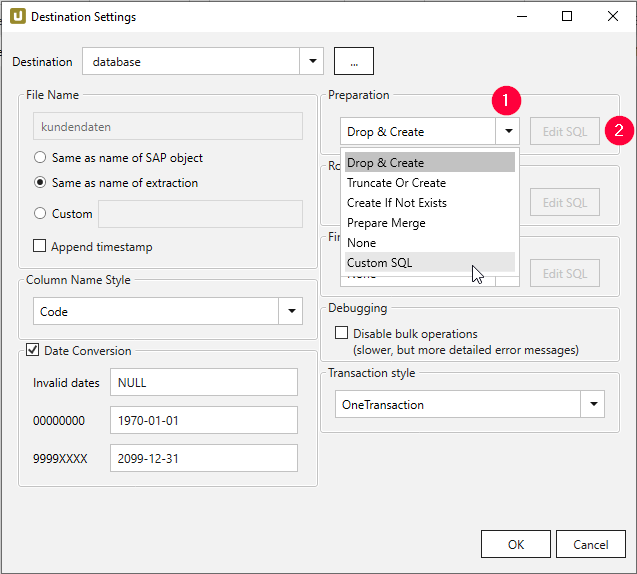 Destination Settings
Destination database ...
File Name
kundendaten
Same as name of SAP object
Same as name of extraction
Custom
Append timestamp
Column Name Style
Code
Date Conversion
Invalid dates NULL
00000000 1970-01-01
9999XXXX 2099-12-31
Preparation
1
Drop & Create Edit SQL 2
Drop & Create
Truncate Or Create
Create If Not Exists
Prepare Merge
None
Custom SQL
Ro
Edit SQL
Fin
None Edit SQL
Debugging
Disable bulk operations
(slower, but more detailed error messages)
Transaction style
OneTransaction
OK Cancel